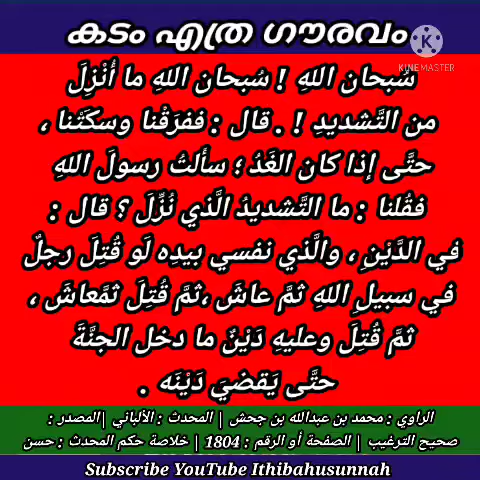 കടം എത്ര ഗൗരവം
KINEMASTER
سُبحان اللهِ ! سُبحان اللهِ ما أُنْزِلَ
من التَّشديدِ ! . قال : ففرَقْنا وسكَتْنا ،
حتَّى إذا كان الغَدُ ؛ سأَلتُ رسولَ اللهِ
فقُلنا : ما التَّشديدُ الَّذي نُزِّلَ ؟ قال :
في الدَّيْنِ ، والَّذي نفسي بيدِه لَو قُتِلَ رجلٌ
في سبيلِ اللهِ ثمَّ عاشَ ،ثمَّ قُتِلَ ثمَّعاشَ ،
ثمَّ قُتِلَ وعليهِ دَيْنٌ ما دخل الجنَّةَ
حتَّى يَقضيَ دَيْنَه .
الراوي : محمد بن عبدالله بن جحش | المحدث : الألباني |المصدر :
صحيح الترغيب | الصفحة أو الرقم : 1804 | خلاصة حكم المحدث : حسن
Subscribe YouTube Ithibahusunnah